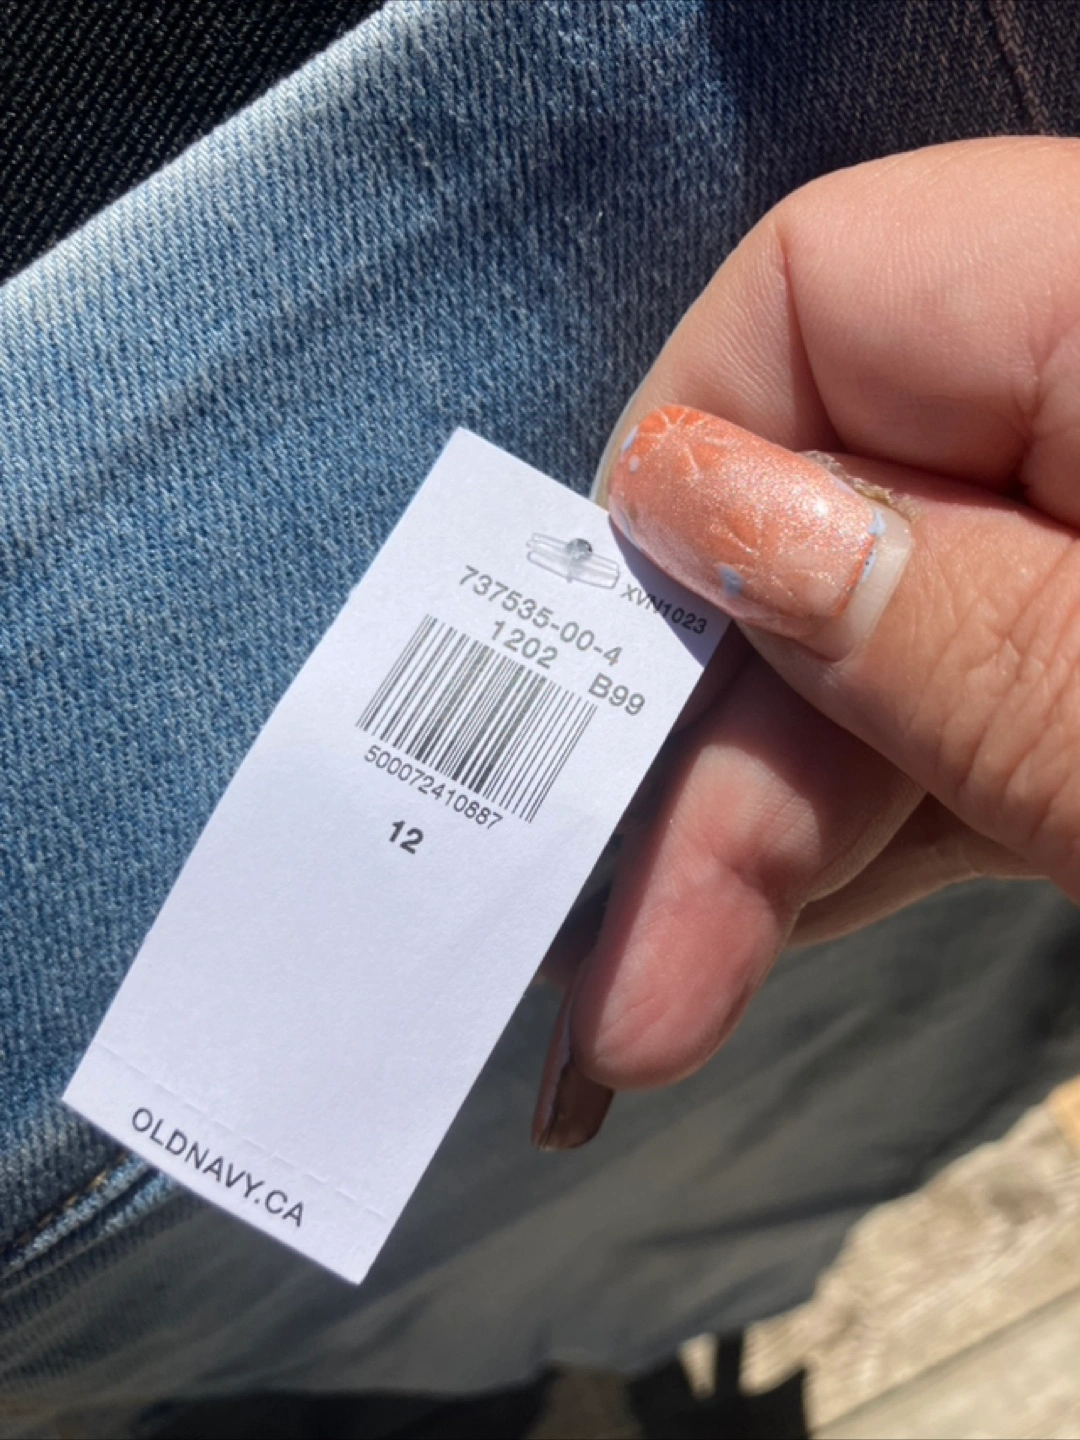 XVN1023
737535-00-4
1202 B99
500072410887
12
OLDNAVY.CA